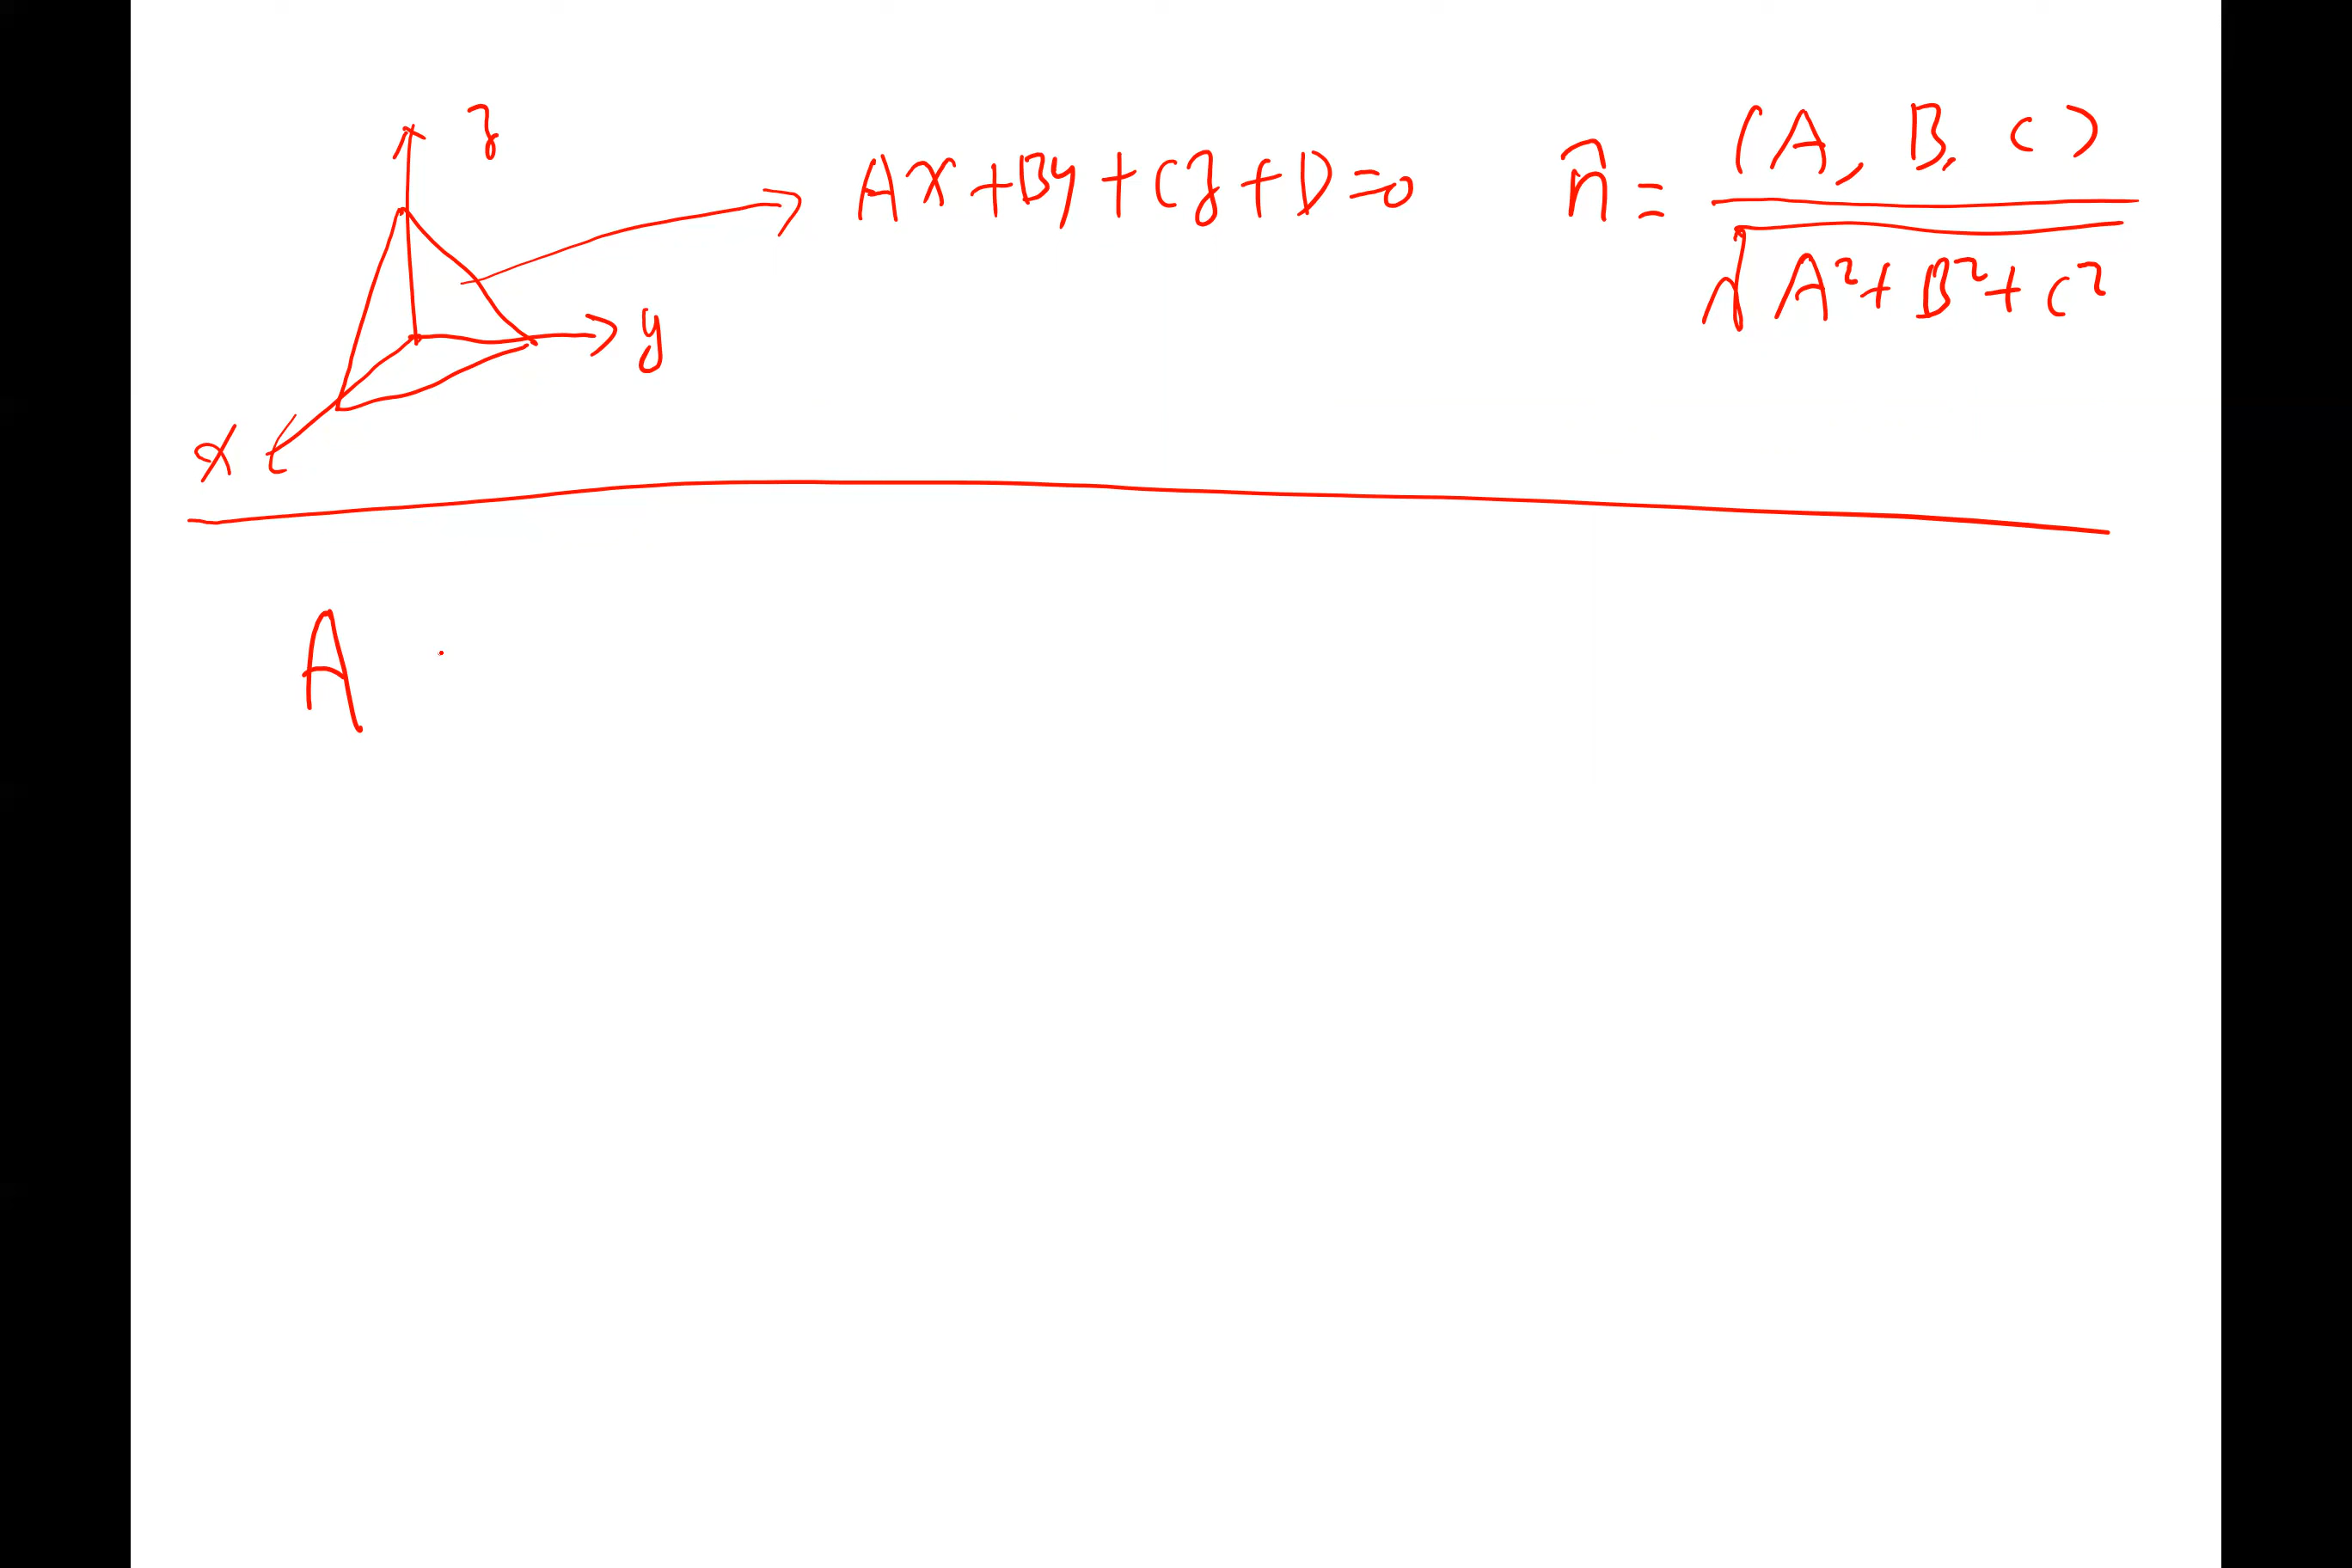 z
Ax+By+Cz+D=0
n̂ = (A, B, C) / √(A²+B²+C²)
y
x
A .